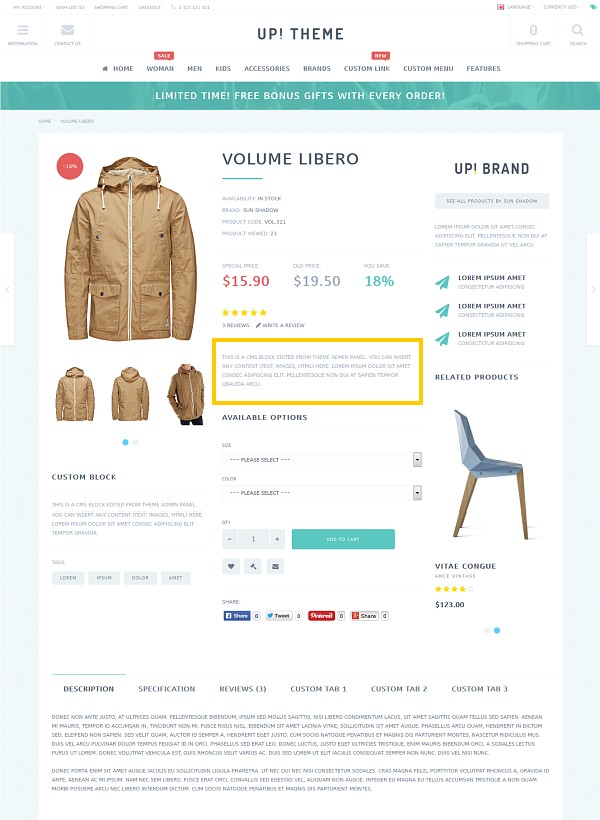 MY ACCOUNT
WISH LIST 53
SHOPPING CART
CHECKOUT
0 321 321 321
LANGUAGE
CURRENCY: USD
INFORMATION
CONTACT US
UP! THEME
0
SHOPPING CART
SEARCH
SALE
NEW
HOME WOMAN MEN KIDS ACCESSORIES BRANDS CUSTOM LINK CUSTOM MENU FEATURES
LIMITED TIME! FREE BONUS GIFTS WITH EVERY ORDER!
HOME VOLUME LIBERO
-18%
VOLUME LIBERO
AVAILABILITY: IN STOCK
BRAND: SUN SHADOW
PRODUCT CODE: VOL.321
PRODUCT VIEWED: 23
SPECIAL PRICE: OLD PRICE: YOU SAVE:
$15.90 $19.50 18%
3 REVIEWS WRITE A REVIEW
THIS IS A CMS BLOCK EDITED FROM THEME ADMIN PANEL. YOU CAN INSERT
ANY CONTENT (TEXT, IMAGES, HTML) HERE. LOREM IPSUM DOLOR SIT AMET
CONSEC ADIPISCING ELIT. PELLENTESQUE NON DUI AT SAPIEN TEMPOR
GRAVIDA ARCU.
AVAILABLE OPTIONS
SIZE
--- PLEASE SELECT ---
COLOR
--- PLEASE SELECT ---
QTY
- 1 +
ADD TO CART
SHARE:
Share 0 Tweet 0 Pinterest 0 Share 0
CUSTOM BLOCK
THIS IS A CMS BLOCK EDITED FROM THEME ADMIN PANEL.
YOU CAN INSERT ANY CONTENT (TEXT, IMAGES, HTML) HERE.
LOREM IPSUM DOLOR SIT AMET CONSEC ADIPISCING ELIT
TEMPOR GRAVIDA.
TAGS:
LOREM IPSUM DOLOR AMET
UP! BRAND
SEE ALL PRODUCTS BY SUN SHADOW
LOREM IPSUM DOLOR SIT AMET CONSEC
ADIPISCING ELIT. PELLENTESQUE NON DUI AT
SAPIEN TEMPOR GRAVIDA VEL ARCU.
LOREM IPSUM AMET
CONSECTETUR ADIPISCING
LOREM IPSUM AMET
CONSECTETUR ADIPISCING
LOREM IPSUM AMET
CONSECTETUR ADIPISCING
RELATED PRODUCTS
VITAE CONGUE
ANCE VINTAGE
$123.00
DESCRIPTION SPECIFICATION REVIEWS (3) CUSTOM TAB 1 CUSTOM TAB 2 CUSTOM TAB 3
DONEC NON ANTE JUSTO, AT ULTRICES QUAM. PELLENTESQUE BIBENDUM, IPSUM SED MOLLIS SAGITTIS, NISI LIBERO CONDIMENTUM LACUS, SIT AMET SAGITTIS QUAM TELLUS SED SAPIEN. AENEAN
MI MAURIS, TEMPOR ID ACCUMSAN IN, TINCIDUNT NON MI. FUSCE RISUS NISL, BIBENDUM SIT AMET LACINIA VITAE, SOLLICITUDIN SIT AMET AUGUE. PHASELLUS ARCU QUAM, HENDRERIT IN DICTUM
SED, ELEIFEND NON SAPIEN. SED VELIT QUAM, AUCTOR ID SEMPER A, HENDRERIT EGET JUSTO. CUM SOCIIS NATOQUE PENATIBUS ET MAGNIS DIS PARTURIENT MONTES, NASCETUR RIDICULUS MUS.
DUIS VEL ARCU PULVINAR DOLOR TEMPUS FEUGIAT ID IN ORCI. PHASELLUS SED ERAT LEO. DONEC LUCTUS, JUSTO EGET ULTRICIES TRISTIQUE, ENIM MAURIS BIBENDUM ORCI, A SODALES LECTUS
PURUS UT LOREM. DONEC VOLUTPAT VEHICULA EST, QUIS RHONCUS VELIT VARIUS AC. DUIS SED LOREM UT ELIT IACULIS CONSEQUAT SEMPER NON NUNC. DUIS VEL NISI NUNC.
DONEC PORTA ENIM SIT AMET AUGUE IACULIS EU SOLLICITUDIN LIGULA PHARETRA. UT NEC DUI NEC NISI CONSECTETUR SODALES. CRAS MAGNA FELIS, PORTTITOR VOLUTPAT RHONCUS A, GRAVIDA ID
ANTE. AENEAN AC MI IPSUM. NAM NEC SEM LIBERO. FUSCE ERAT ORCI, CONVALLIS SED EGESTAS VEL, ALIQUAM NON AUGUE. INTEGER EU MAGNA EU TELLUS ACCUMSAN TINCIDUNT A NON QUAM
MORBI POSUERE ARCU NEC LIBERO INTERDUM DICTUM. CUM SOCIIS NATOQUE PENATIBUS ET MAGNIS DIS PARTURIENT MONTES.